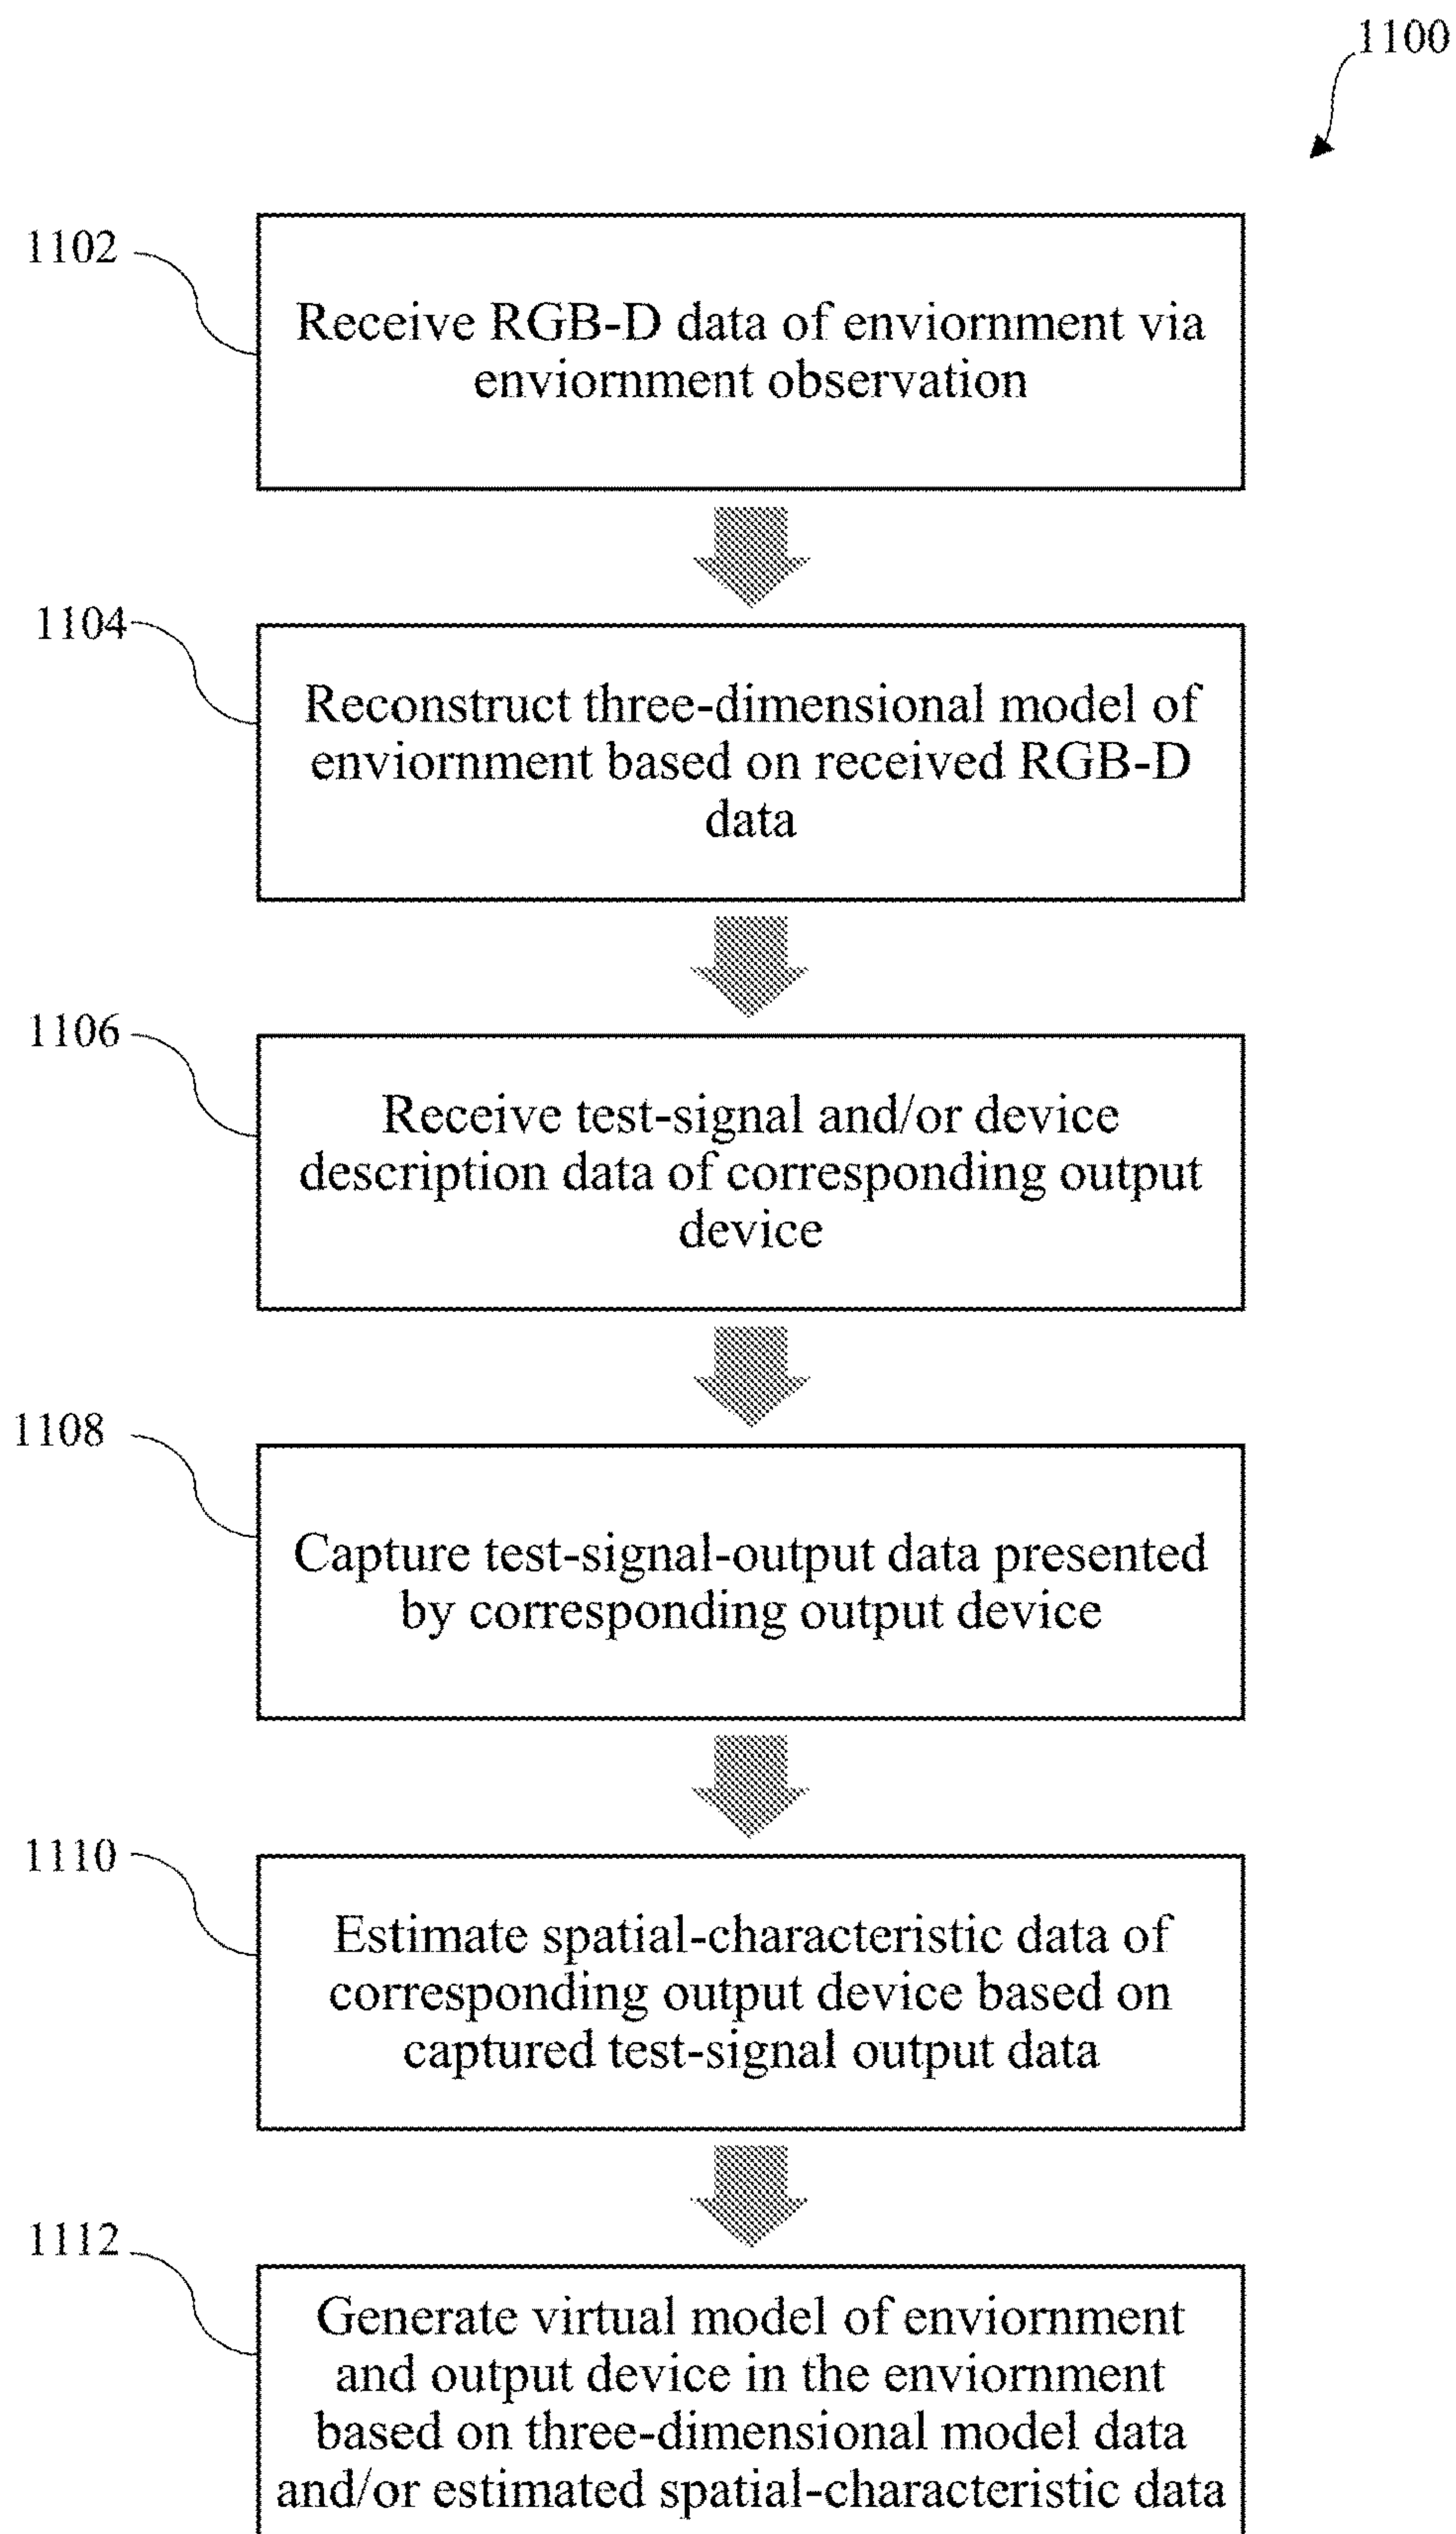 1100
1102
Receive RGB-D data of enviornment via
enviornment observation
1104
Reconstruct three-dimensional model of
enviornment based on received RGB-D
data
1106
Receive test-signal and/or device
description data of corresponding output
device
1108
Capture test-signal-output data presented
by corresponding output device
1110
Estimate spatial-characteristic data of
corresponding output device based on
captured test-signal output data
1112
Generate virtual model of enviornment
and output device in the enviornment
based on three-dimensional model data
and/or estimated spatial-characteristic data